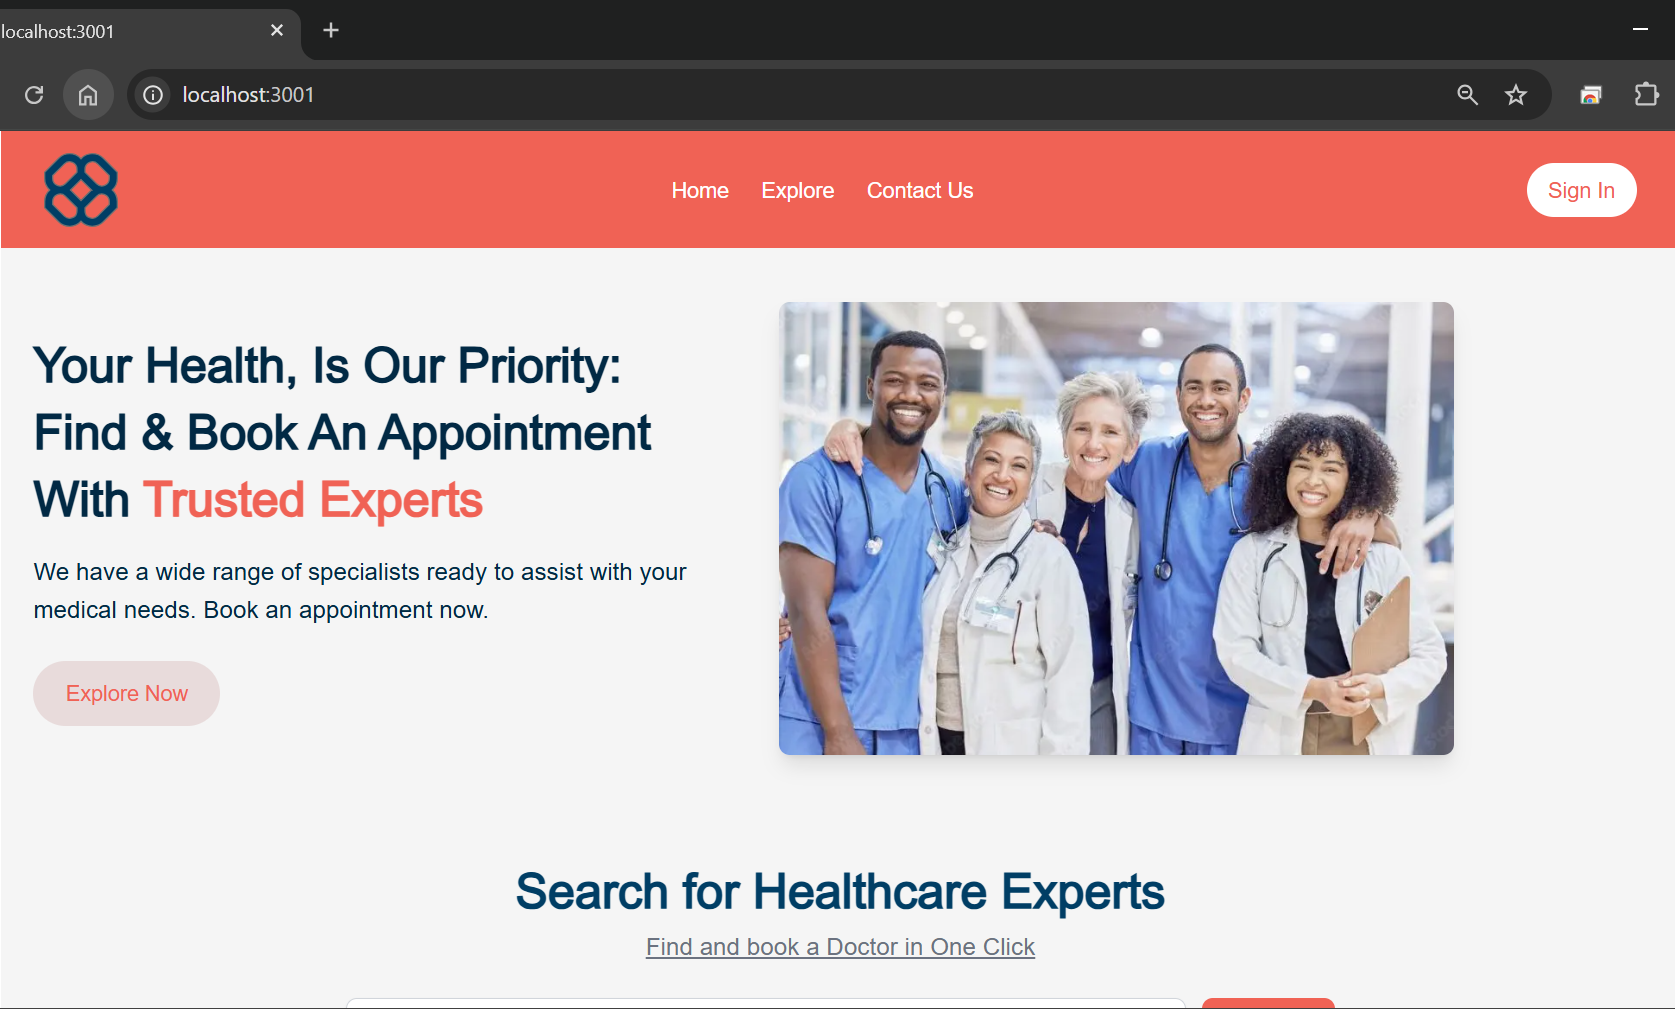 localhost:3001
localhost:3001
Home Explore Contact Us Sign In
Your Health, Is Our Priority:
Find & Book An Appointment
With Trusted Experts
We have a wide range of specialists ready to assist with your
medical needs. Book an appointment now.
Explore Now
Search for Healthcare Experts
Find and book a Doctor in One Click